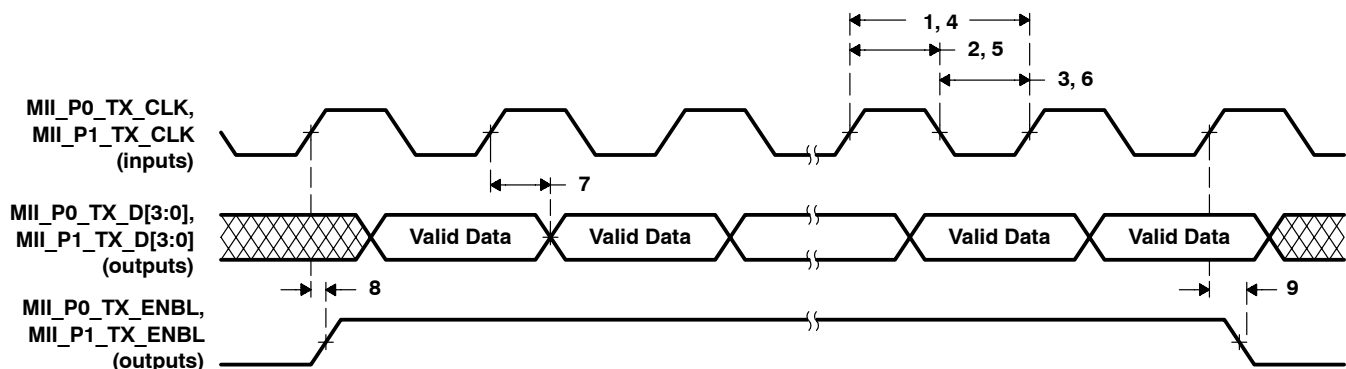 1, 4
2, 5
3, 6
MII_P0_TX_CLK,
MII_P1_TX_CLK
(inputs)
7
MII_P0_TX_D[3:0],
MII_P1_TX_D[3:0]
(outputs)
Valid Data
Valid Data
Valid Data
Valid Data
8
9
MII_P0_TX_ENBL,
MII_P1_TX_ENBL
(outputs)